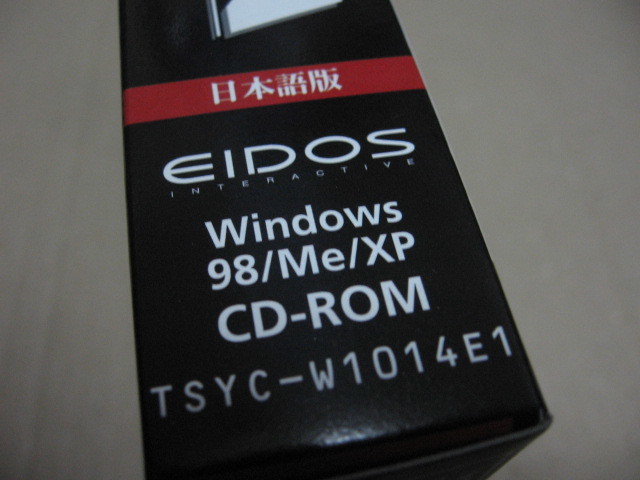 日本語版
EIDOS
INTERACTIVE
Windows
98/Me/XP
CD-ROM
TSYC-W1014E1